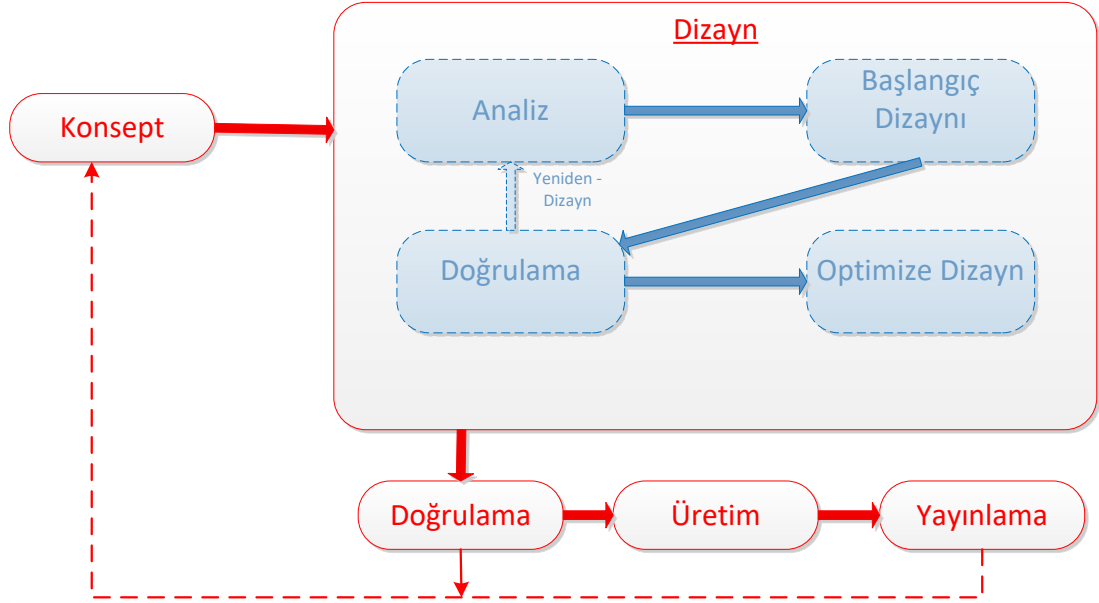 Dizayn
Konsept
Analiz
Başlangıç
Dizaynı
Yeniden -
Dizayn
Doğrulama
Optimize Dizayn
Doğrulama
Üretim
Yayınlama